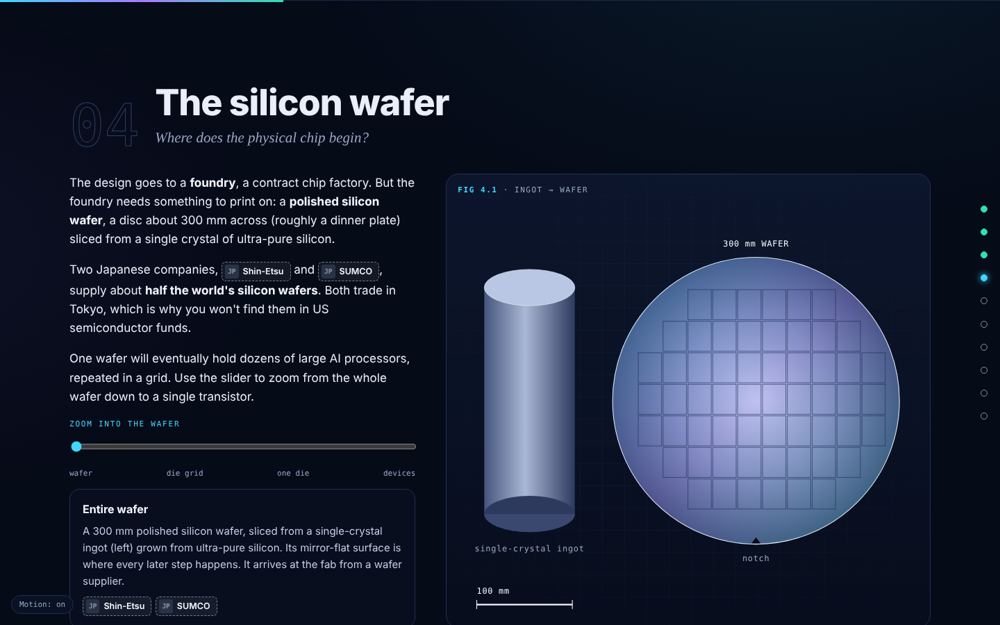 04
The silicon wafer
Where does the physical chip begin?
The design goes to a foundry, a contract chip factory. But the
foundry needs something to print on: a polished silicon
wafer, a disc about 300 mm across (roughly a dinner plate)
sliced from a single crystal of ultra-pure silicon.
Two Japanese companies, JP Shin-Etsu and JP SUMCO,
supply about half the world's silicon wafers. Both trade in
Tokyo, which is why you won't find them in US
semiconductor funds.
One wafer will eventually hold dozens of large AI processors,
repeated in a grid. Use the slider to zoom from the whole
wafer down to a single transistor.
ZOOM INTO THE WAFER
wafer die grid one die devices
Entire wafer
A 300 mm polished silicon wafer, sliced from a single-crystal
ingot (left) grown from ultra-pure silicon. Its mirror-flat surface is
where every later step happens. It arrives at the fab from a wafer
supplier.
JP Shin-Etsu JP SUMCO
Motion: on
FIG 4.1 · INGOT → WAFER
300 mm WAFER
single-crystal ingot
notch
100 mm